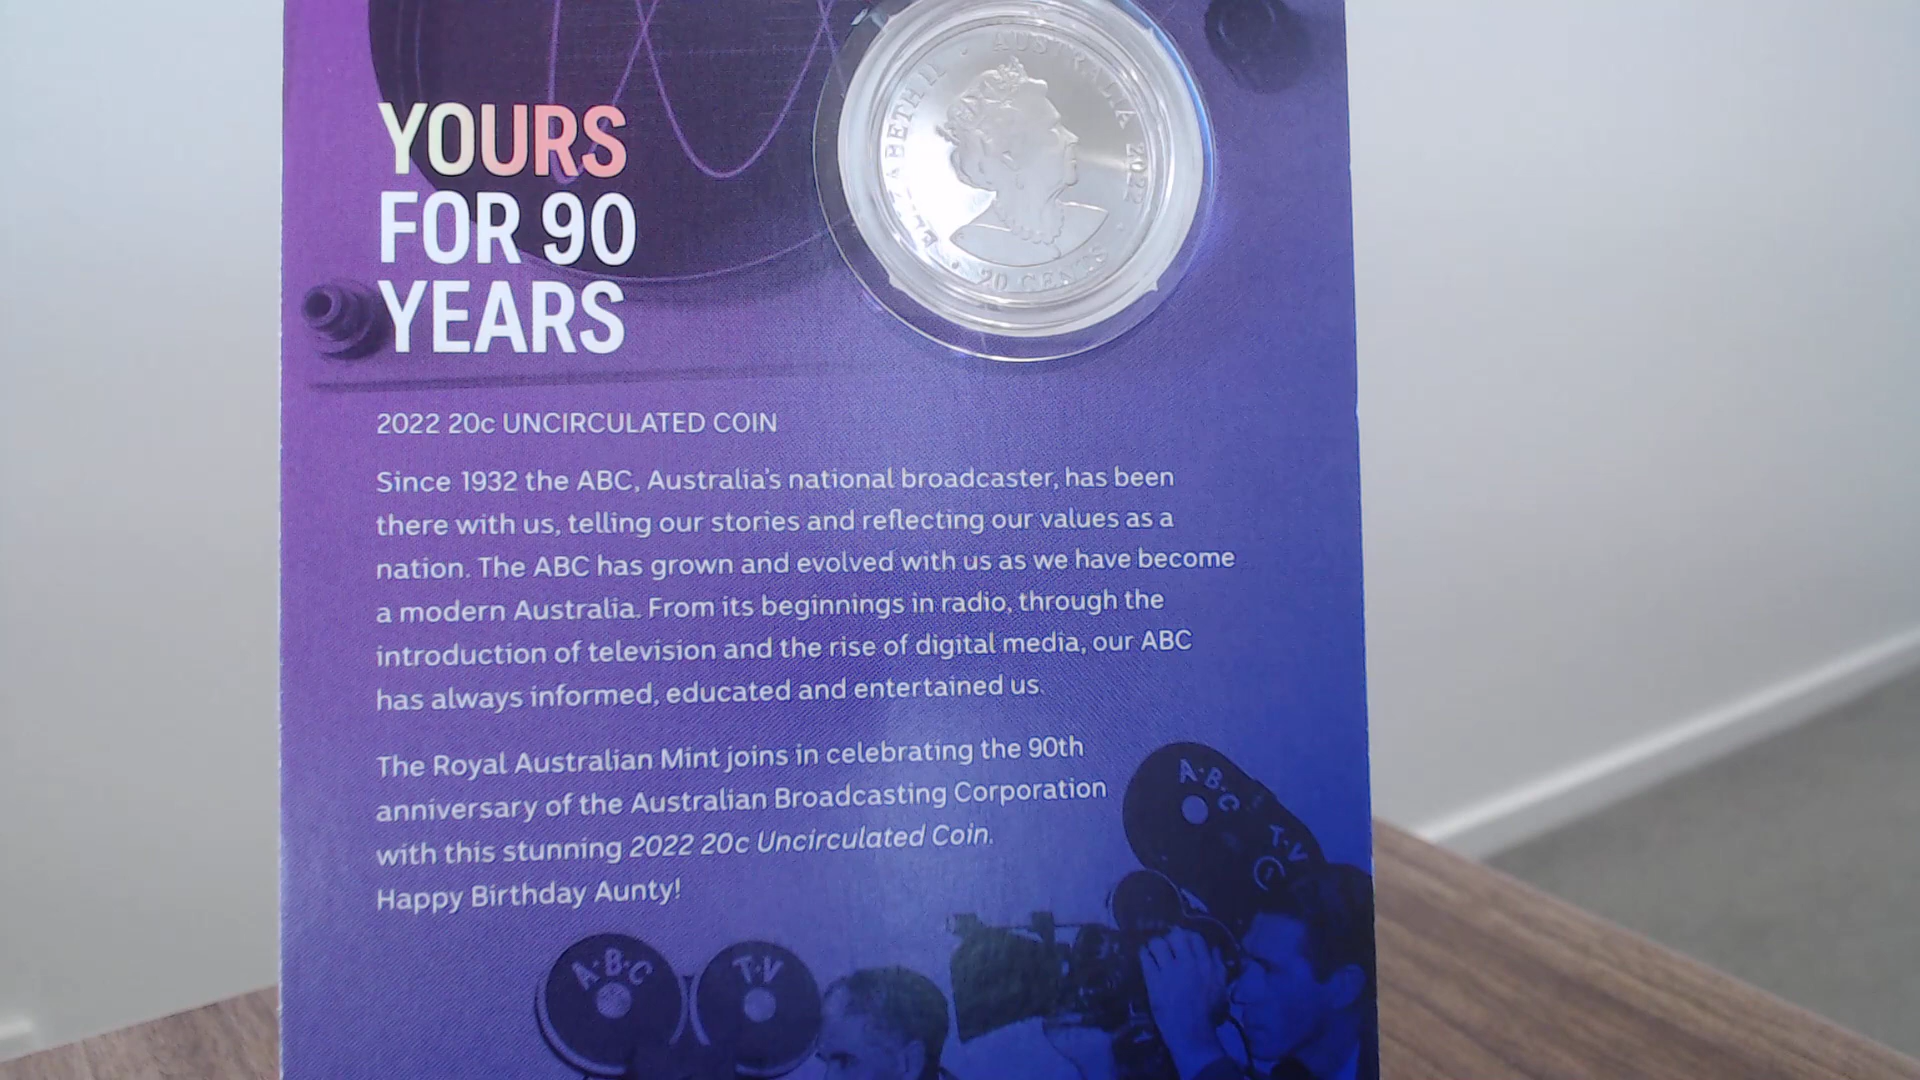 YOURS
FOR 90
YEARS
ELIZABETH II · AUSTRALIA 2022
20 CENTS
2022 20c UNCIRCULATED COIN
Since 1932 the ABC, Australia's national broadcaster, has been
there with us, telling our stories and reflecting our values as a
nation. The ABC has grown and evolved with us as we have become
a modern Australia. From its beginnings in radio, through the
introduction of television and the rise of digital media, our ABC
has always informed, educated and entertained us.
The Royal Australian Mint joins in celebrating the 90th
anniversary of the Australian Broadcasting Corporation
with this stunning 2022 20c Uncirculated Coin.
Happy Birthday Aunty!
A·B·C
T·V
A·B·C
T·V